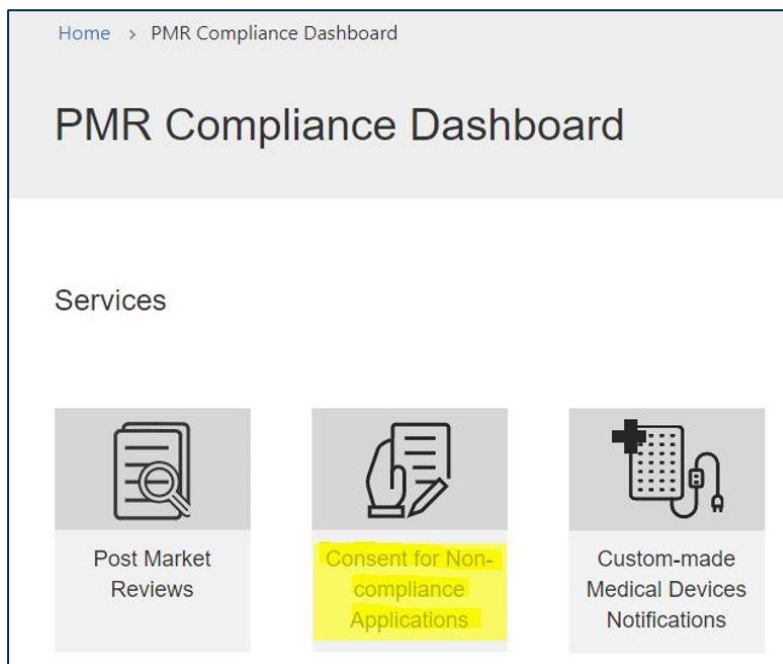 Home > PMR Compliance Dashboard
PMR Compliance Dashboard
Services
Post Market
Reviews
Consent for Non-
compliance
Applications
Custom-made
Medical Devices
Notifications